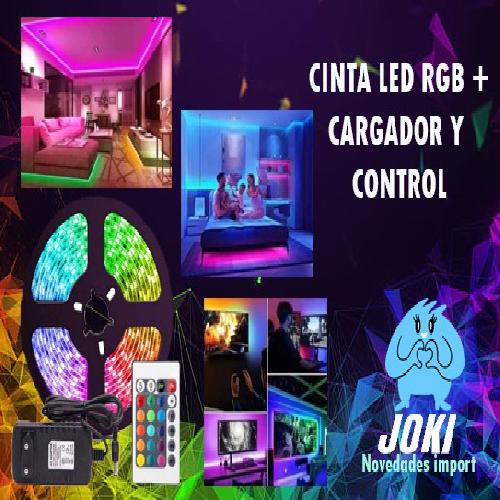 CINTA LED RGB +
CARGADOR Y
CONTROL
JOKI
Novedades import